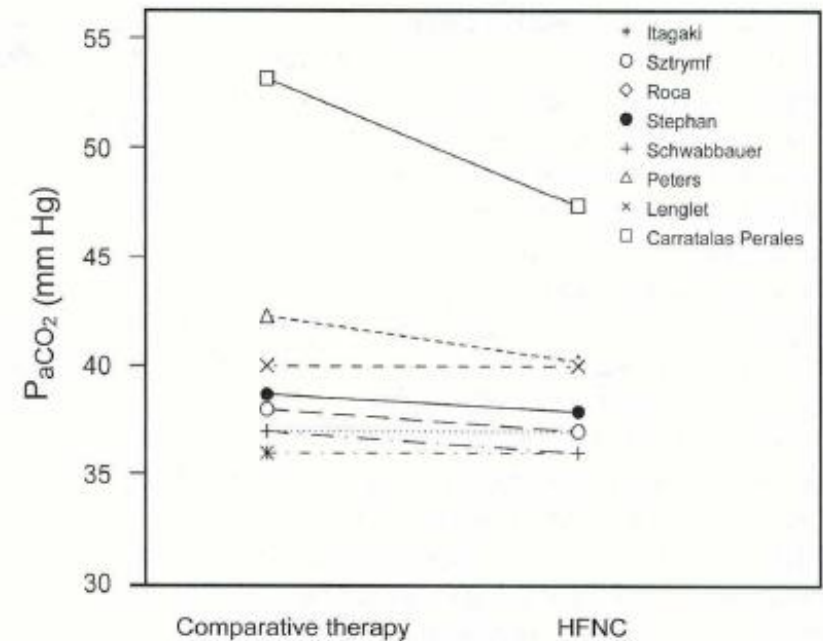 55
50
45
40
35
30
PaCO2 (mm Hg)
Comparative therapy
HFNC
Itagaki
Sztrymf
Roca
Stephan
Schwabbauer
Peters
Lenglet
Carratalas Perales